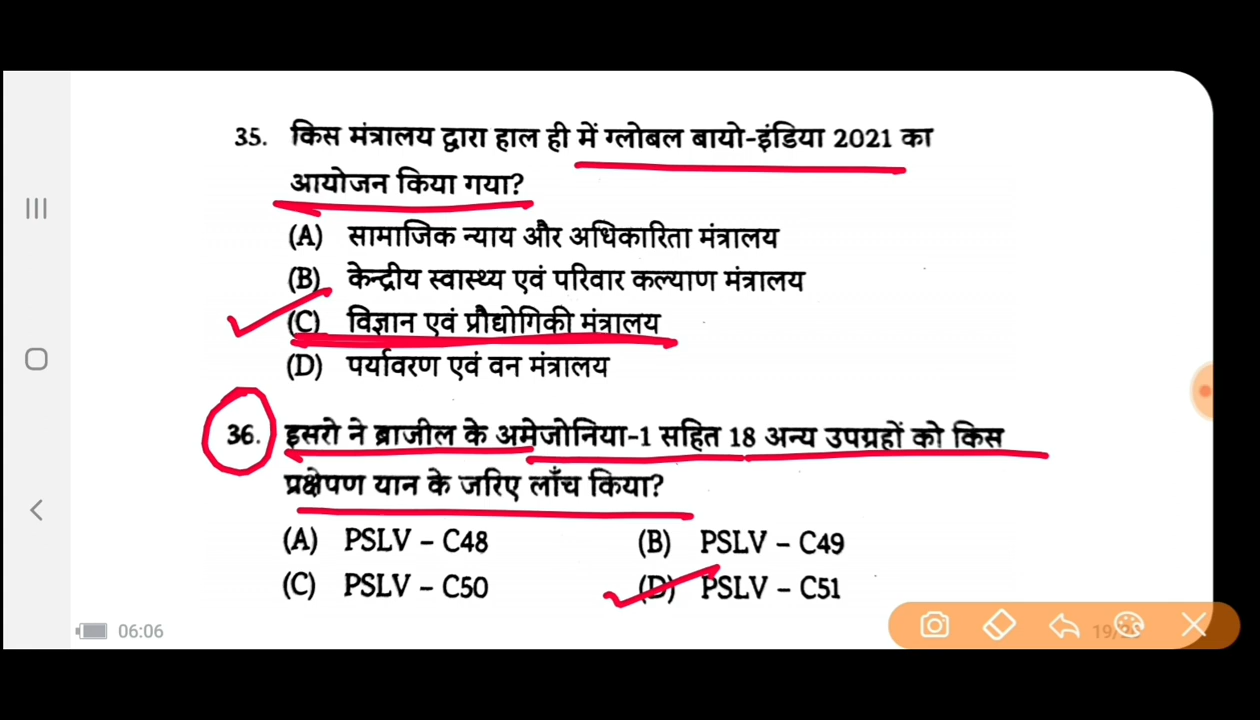 35. किस मंत्रालय द्वारा हाल ही में ग्लोबल बायो-इंडिया 2021 का
आयोजन किया गया?
(A) सामाजिक न्याय और अधिकारिता मंत्रालय
(B) केन्द्रीय स्वास्थ्य एवं परिवार कल्याण मंत्रालय
(C) विज्ञान एवं प्रौद्योगिकी मंत्रालय
(D) पर्यावरण एवं वन मंत्रालय
36. इसरो ने ब्राजील के अमेजोनिया-1 सहित 18 अन्य उपग्रहों को किस
प्रक्षेपण यान के जरिए लाँच किया?
(A) PSLV – C48 (B) PSLV – C49
(C) PSLV – C50 (D) PSLV – C51
06:06